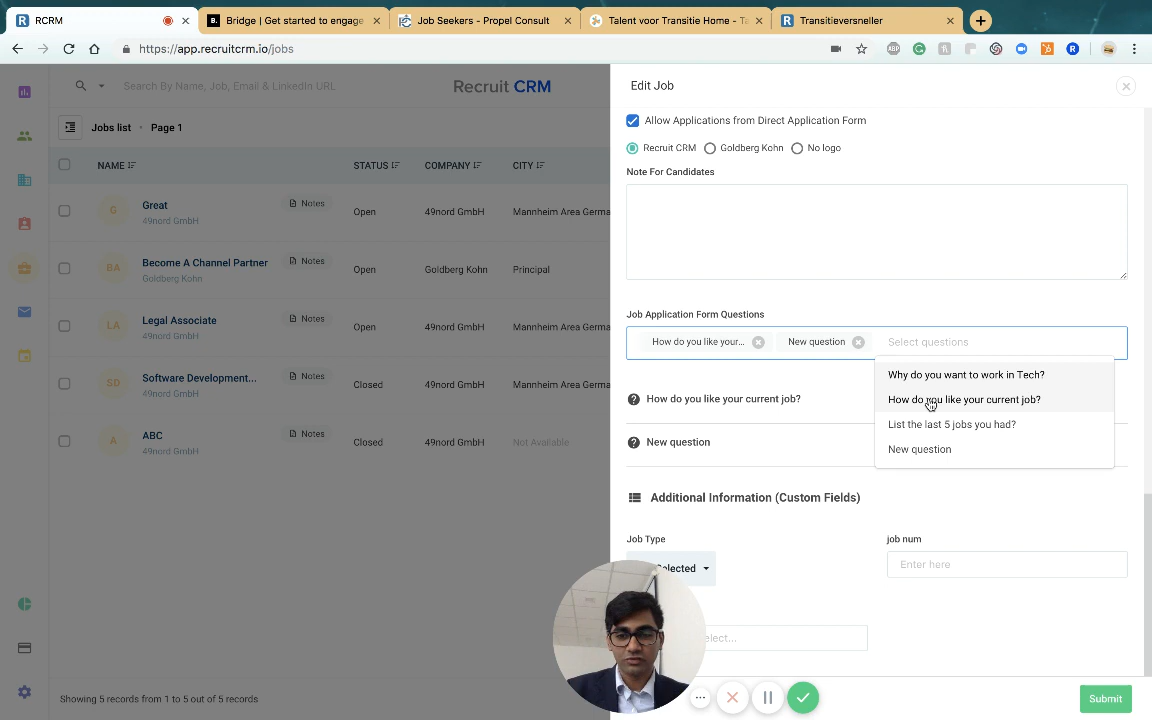 RCRM
B. Bridge | Get started to engage
Job Seekers - Propel Consult
Talent voor Transitie Home - Ta
Transitieversneller
https://app.recruitcrm.io/jobs
Search By Name, Job, Email & LinkedIn URL
Recruit CRM
Jobs list · Page 1
NAME STATUS COMPANY CITY
G Great Notes Open 49nord GmbH Mannheim Area Germa
49nord GmbH
BA Become A Channel Partner Notes Open Goldberg Kohn Principal
Goldberg Kohn
LA Legal Associate Notes Open 49nord GmbH Mannheim Area Germa
49nord GmbH
SD Software Development... Notes Closed 49nord GmbH Mannheim Area Germa
49nord GmbH
A ABC Notes Closed 49nord GmbH Not Available
49nord GmbH
Showing 5 records from 1 to 5 out of 5 records
Edit Job
Allow Applications from Direct Application Form
Recruit CRM Goldberg Kohn No logo
Note For Candidates
Job Application Form Questions
How do you like your... New question Select questions
Why do you want to work in Tech?
How do you like your current job?
List the last 5 jobs you had?
New question
How do you like your current job?
New question
Additional Information (Custom Fields)
Job Type job num
Selected Enter here
elect...
Submit